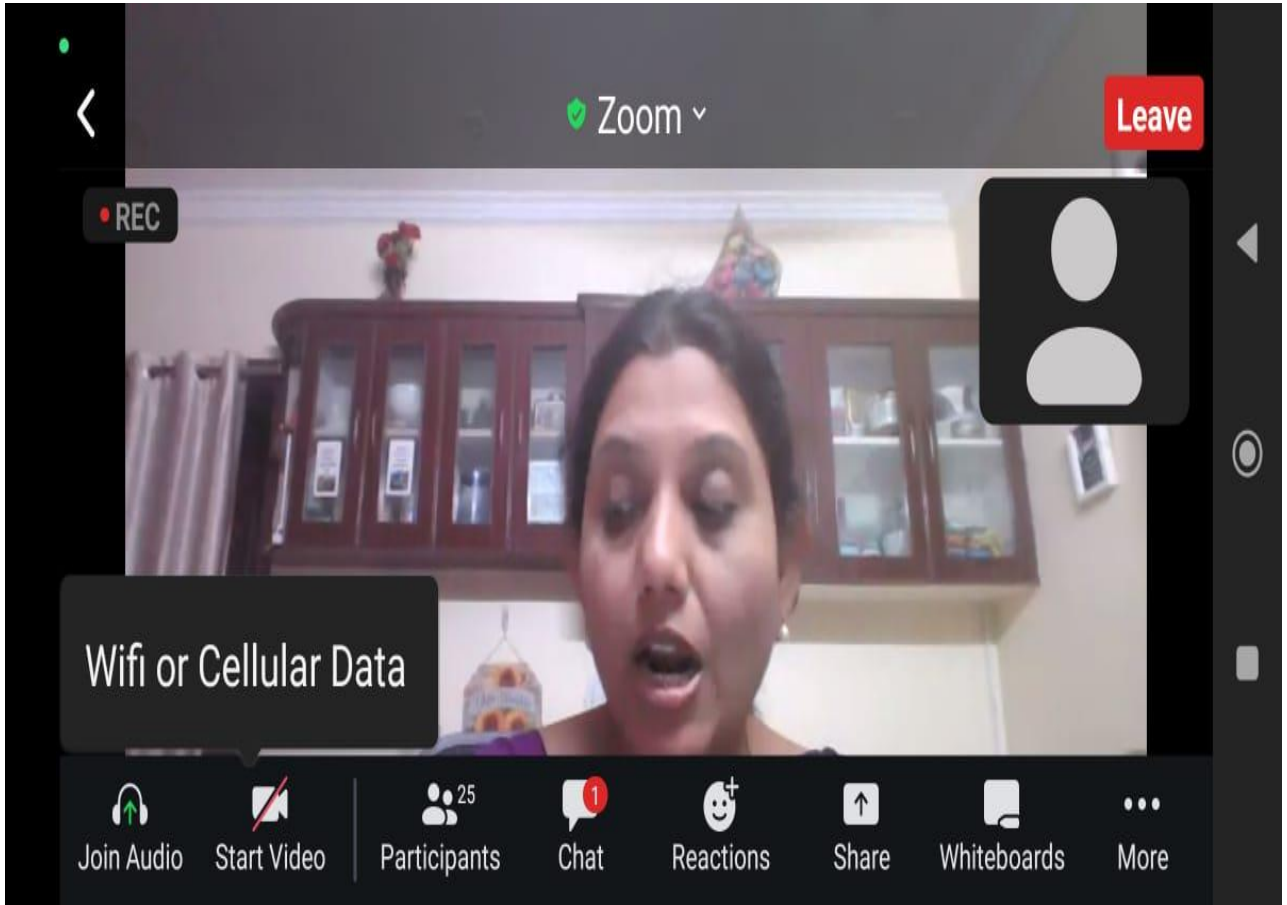 Zoom
Leave
REC
Wifi or Cellular Data
25
1
Join Audio
Start Video
Participants
Chat
Reactions
Share
Whiteboards
More